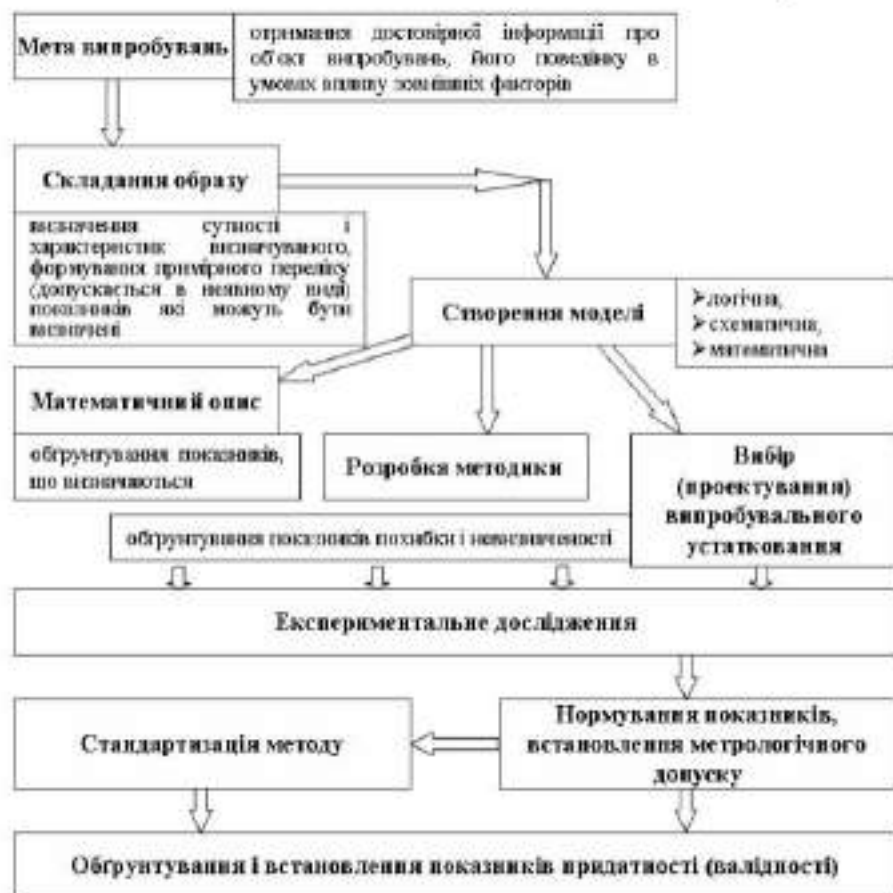 Мета випробувань
отримання достовірної інформації про
об'єкт випробувань, його поведінку в
умовах впливу зовнішніх факторів
Складання образу
визначення сутності і
характеристик визначуваного,
формування примірного переліку
(допускається в неявному виді)
показників які можуть бути
визначені
Створення моделі
➢логічна,
➢схематична,
➢математична
Математичний опис
обґрунтування показників,
що визначаються
Розробка методики
Вибір
(проектування)
випробувального
устатковання
обґрунтування показників похибки і невизначеності
Експериментальне дослідження
Нормування показників,
встановлення метрологічного
допуску
Стандартизація методу
Обґрунтування і встановлення показників придатності (валідності)